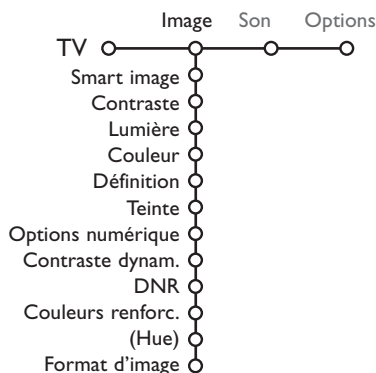 Image Son Options
TV
Smart image
Contraste
Lumière
Couleur
Définition
Teinte
Options numérique
Contraste dynam.
DNR
Couleurs renforc.
(Hue)
Format d'image